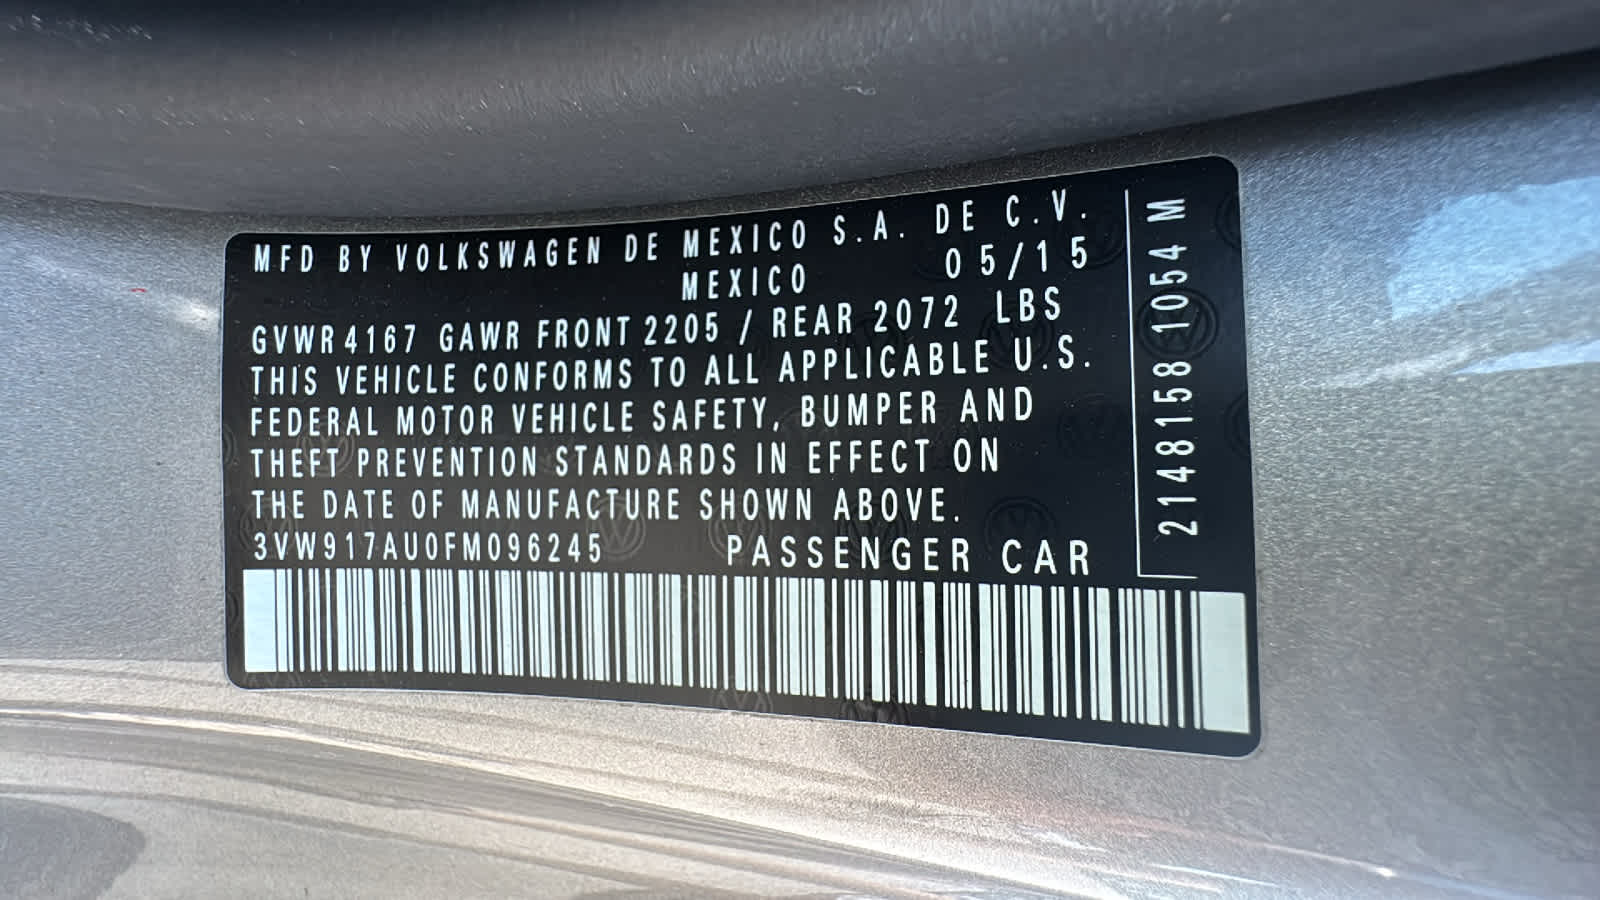 MFD BY VOLKSWAGEN DE MEXICO S.A. DE C.V.
MEXICO 05/15
GVWR 4167 GAWR FRONT 2205 / REAR 2072 LBS
THIS VEHICLE CONFORMS TO ALL APPLICABLE U.S.
FEDERAL MOTOR VEHICLE SAFETY, BUMPER AND
THEFT PREVENTION STANDARDS IN EFFECT ON
THE DATE OF MANUFACTURE SHOWN ABOVE.
3VW917AU0FM096245 PASSENGER CAR
2148158 1054 M